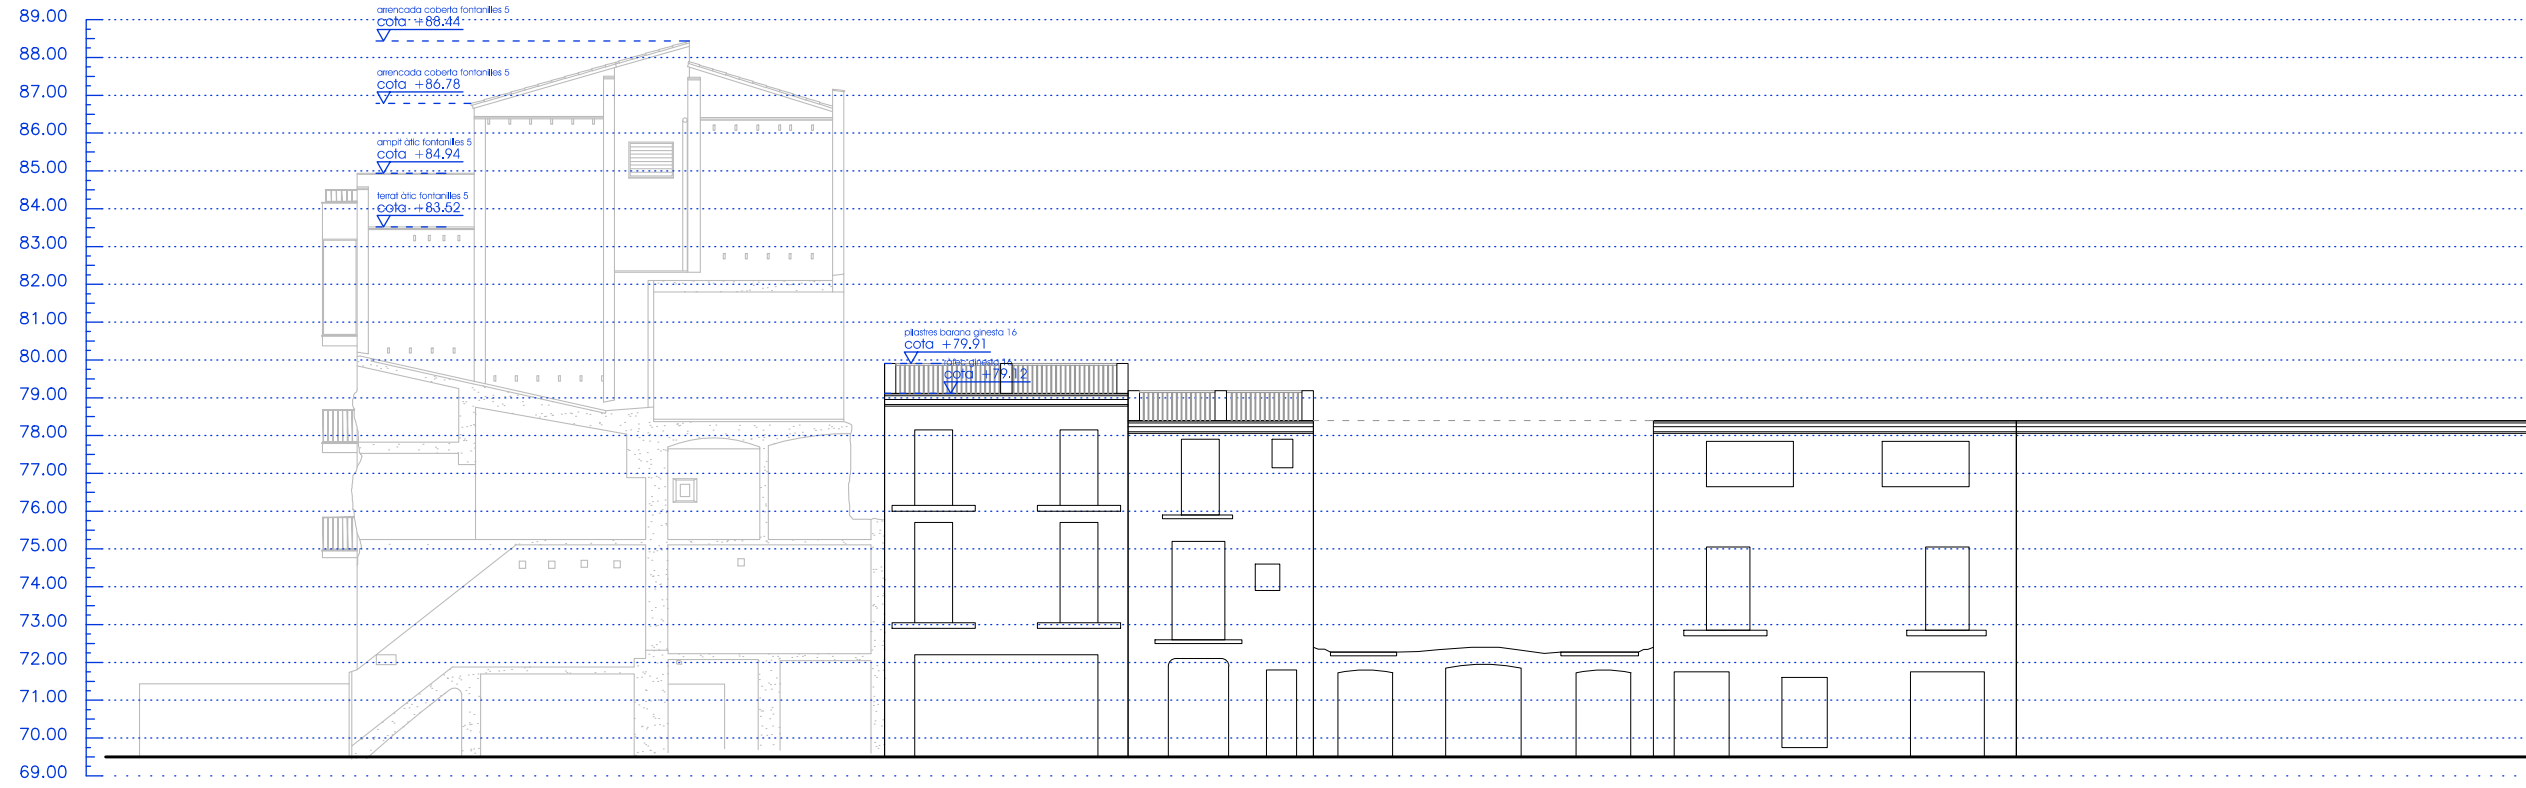 89.00
arrencada coberta fontanilles 5
cota +88.44
88.00
arrencada coberta fontanilles 5
cota +86.78
87.00
86.00
ampit àtic fontanilles 5
cota +84.94
85.00
terrat àtic fontanilles 5
cota +83.52
84.00
83.00
82.00
81.00
pilastres barana ginesta 16
cota +79.91
80.00
ràfec ginesta 16
cota +79.12
79.00
78.00
77.00
76.00
75.00
74.00
73.00
72.00
71.00
70.00
69.00